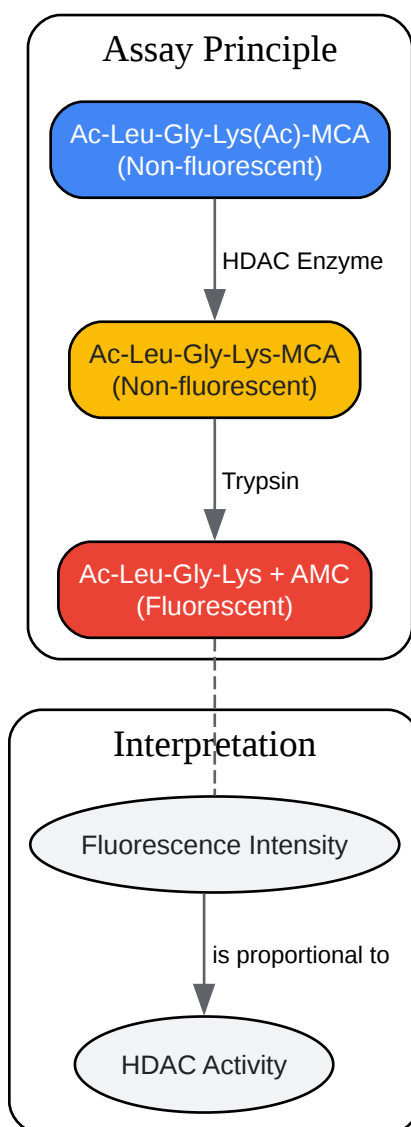 Assay Principle
Ac-Leu-Gly-Lys(Ac)-MCA
(Non-fluorescent)
HDAC Enzyme
Ac-Leu-Gly-Lys-MCA
(Non-fluorescent)
Trypsin
Ac-Leu-Gly-Lys + AMC
(Fluorescent)
Interpretation
Fluorescence Intensity
is proportional to
HDAC Activity